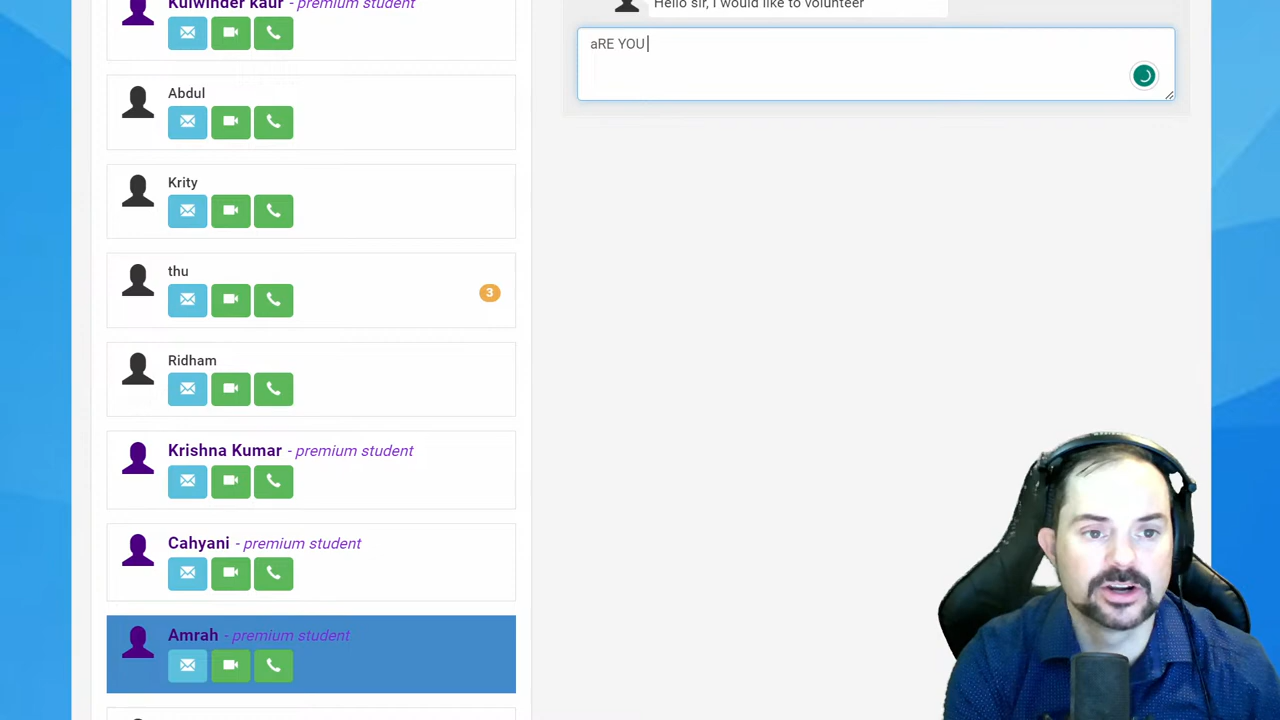 Kulwinder kaur - premium student
Abdul
Krity
thu
3
Ridham
Krishna Kumar - premium student
Cahyani - premium student
Amrah - premium student
Hello sir, I would like to volunteer
aRE YOU